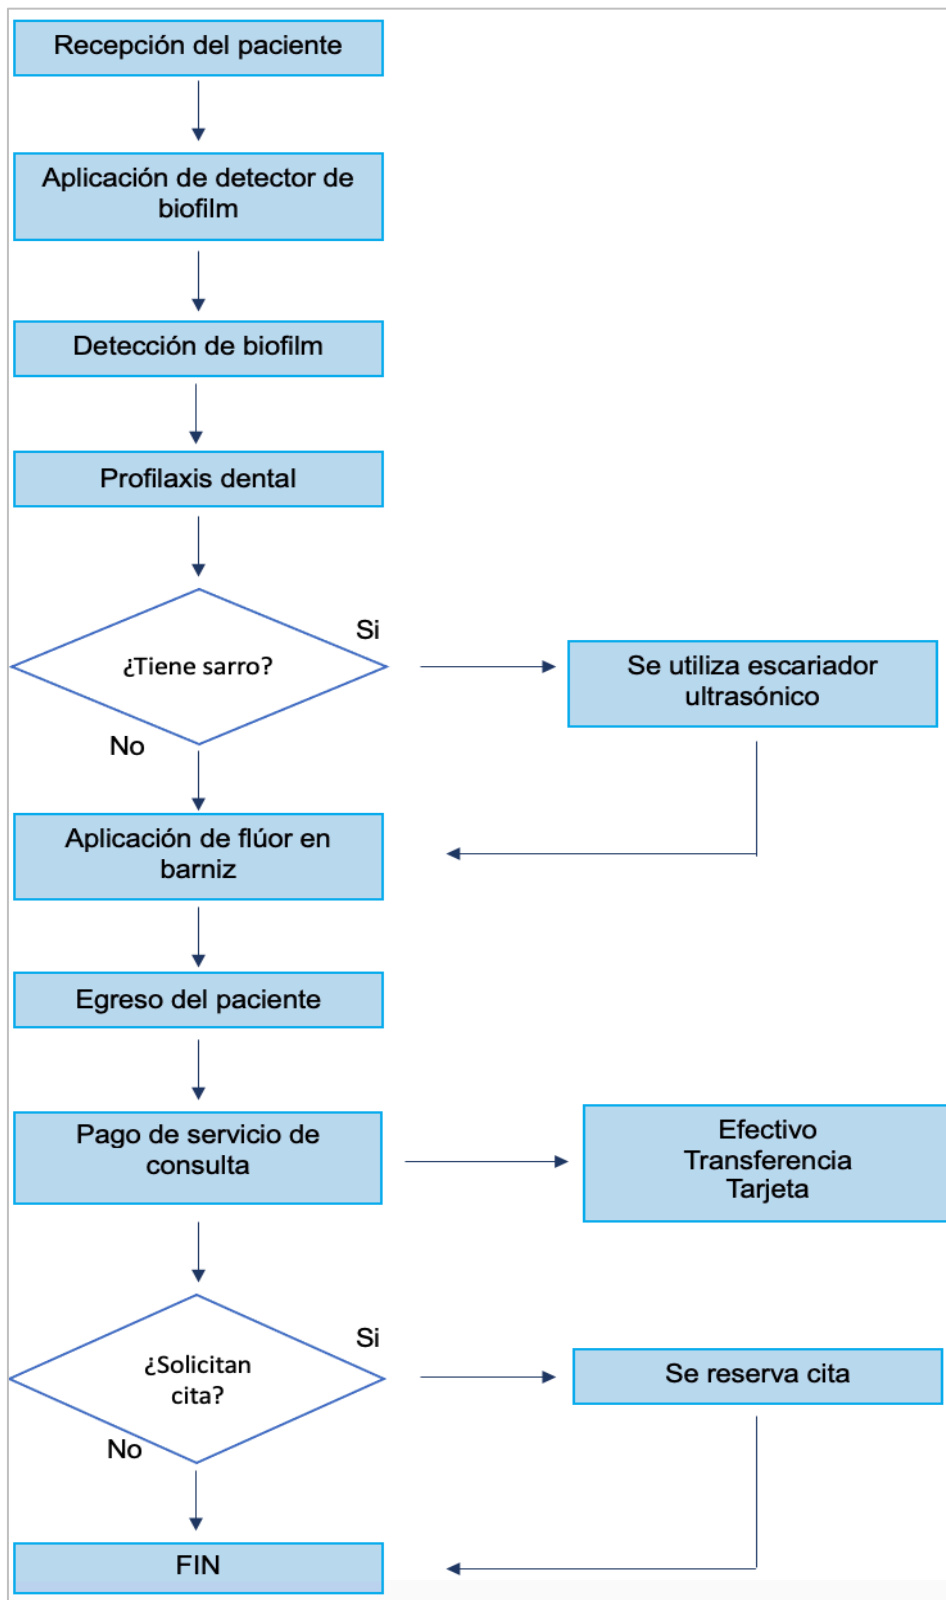 Recepción del paciente
Aplicación de detector de
biofilm
Detección de biofilm
Profilaxis dental
Si
¿Tiene sarro?
Se utiliza escariador
ultrasónico
No
Aplicación de flúor en
barniz
Egreso del paciente
Pago de servicio de
consulta
Efectivo
Transferencia
Tarjeta
Si
¿Solicitan
cita?
Se reserva cita
No
FIN